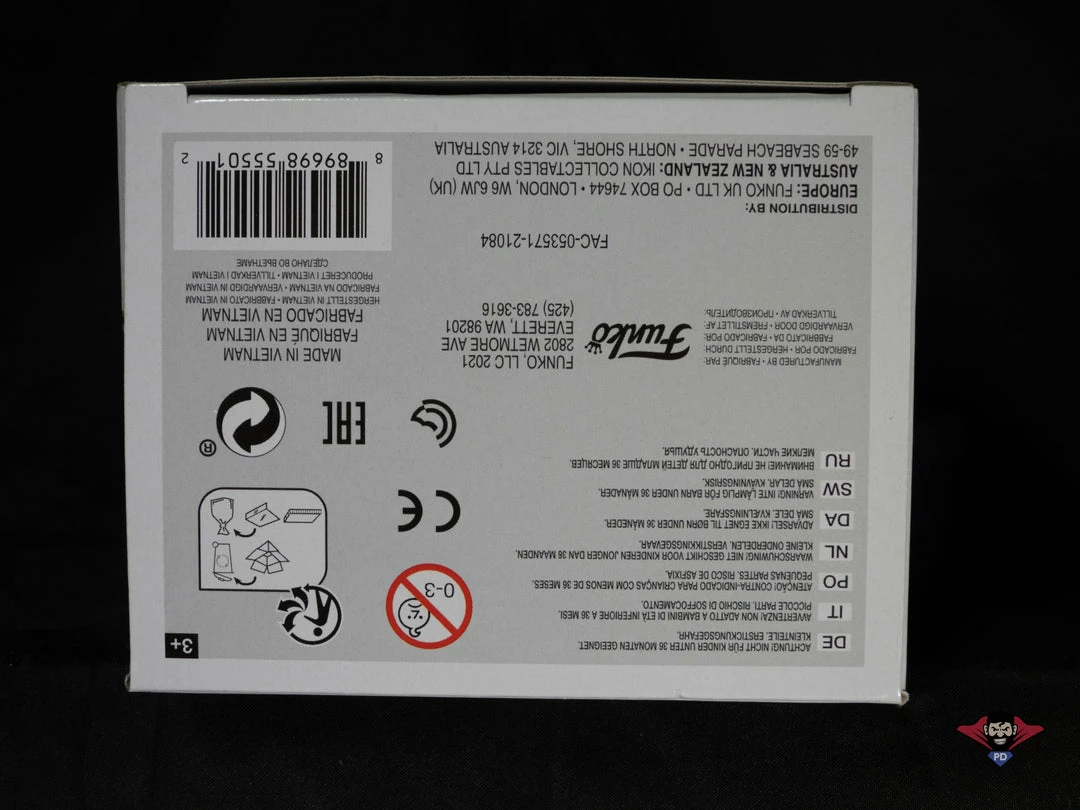 DE
ACHTUNG! NICHT FÜR KINDER UNTER 36 MONATEN GEEIGNET.
KLEINTEILE. ERSTICKUNGSGEFAHR.
IT
AVVERTENZA! NON ADATTO A BAMBINI DI ETÀ INFERIORE A 36 MESI.
PICCOLE PARTI. RISCHIO DI SOFFOCAMENTO.
PO
ATENÇÃO! CONTRA-INDICADO PARA CRIANÇAS COM MENOS DE 36 MESES.
PEQUENAS PARTES. RISCO DE ASFIXIA.
NL
WAARSCHUWING! NIET GESCHIKT VOOR KINDEREN JONGER DAN 36 MAANDEN
KLEINE ONDERDELEN. VERSTIKKINGSGEVAAR.
DA
ADVARSEL! IKKE EGNET TIL BØRN UNDER 36 MÅNEDER.
SMÅ DELE. KVELNINGSFARE.
SW
VARNING! INTE LÄMPLIG FÖR BARN UNDER 36 MÅNADER.
SMÅ DELAR. KVÄVNINGSRISK.
RU
ВНИМАНИЕ! НЕ ПРИГОДНО ДЛЯ ДЕТЕЙ МЛАДШЕ 36 МЕСЯЦЕВ.
МЕЛКИЕ ЧАСТИ. ОПАСНОСТЬ УДУШЬЯ.
0-3
CE
3+
EAC
®
MANUFACTURED BY • FABRIQUÉ PAR:
FABRICADO POR • HERGESTELLT DURCH:
FABBRICATO DA • FABRICADO POR:
VERVAARDIGD DOOR • FREMSTILLET AF:
TILLVERKAD AV • ПРОИЗВОДИТЕЛЬ:
Funko
FUNKO, LLC 2021
2802 WETMORE AVE
EVERETT, WA 98201
(425) 783-3616
MADE IN VIETNAM
FABRIQUÉ EN VIETNAM
FABRICADO EN VIETNAM
HERGESTELLT IN VIETNAM • FABBRICATO IN VIETNAM
FABRICADO NA VIETNAM • VERVAARDIGD IN VIETNAM
PRODUCERET I VIETNAM • TILLVERKAD I VIETNAM
СДЕЛАНО ВО ВЬЕТНАМЕ
FAC-053571-21084
DISTRIBUTION BY:
EUROPE: FUNKO UK LTD • PO BOX 74644 • LONDON, W6 6JW (UK)
AUSTRALIA & NEW ZEALAND: IKON COLLECTABLES PTY LTD
49-59 SEABEACH PARADE • NORTH SHORE, VIC 3214 AUSTRALIA
8 89698 55501 2
PD